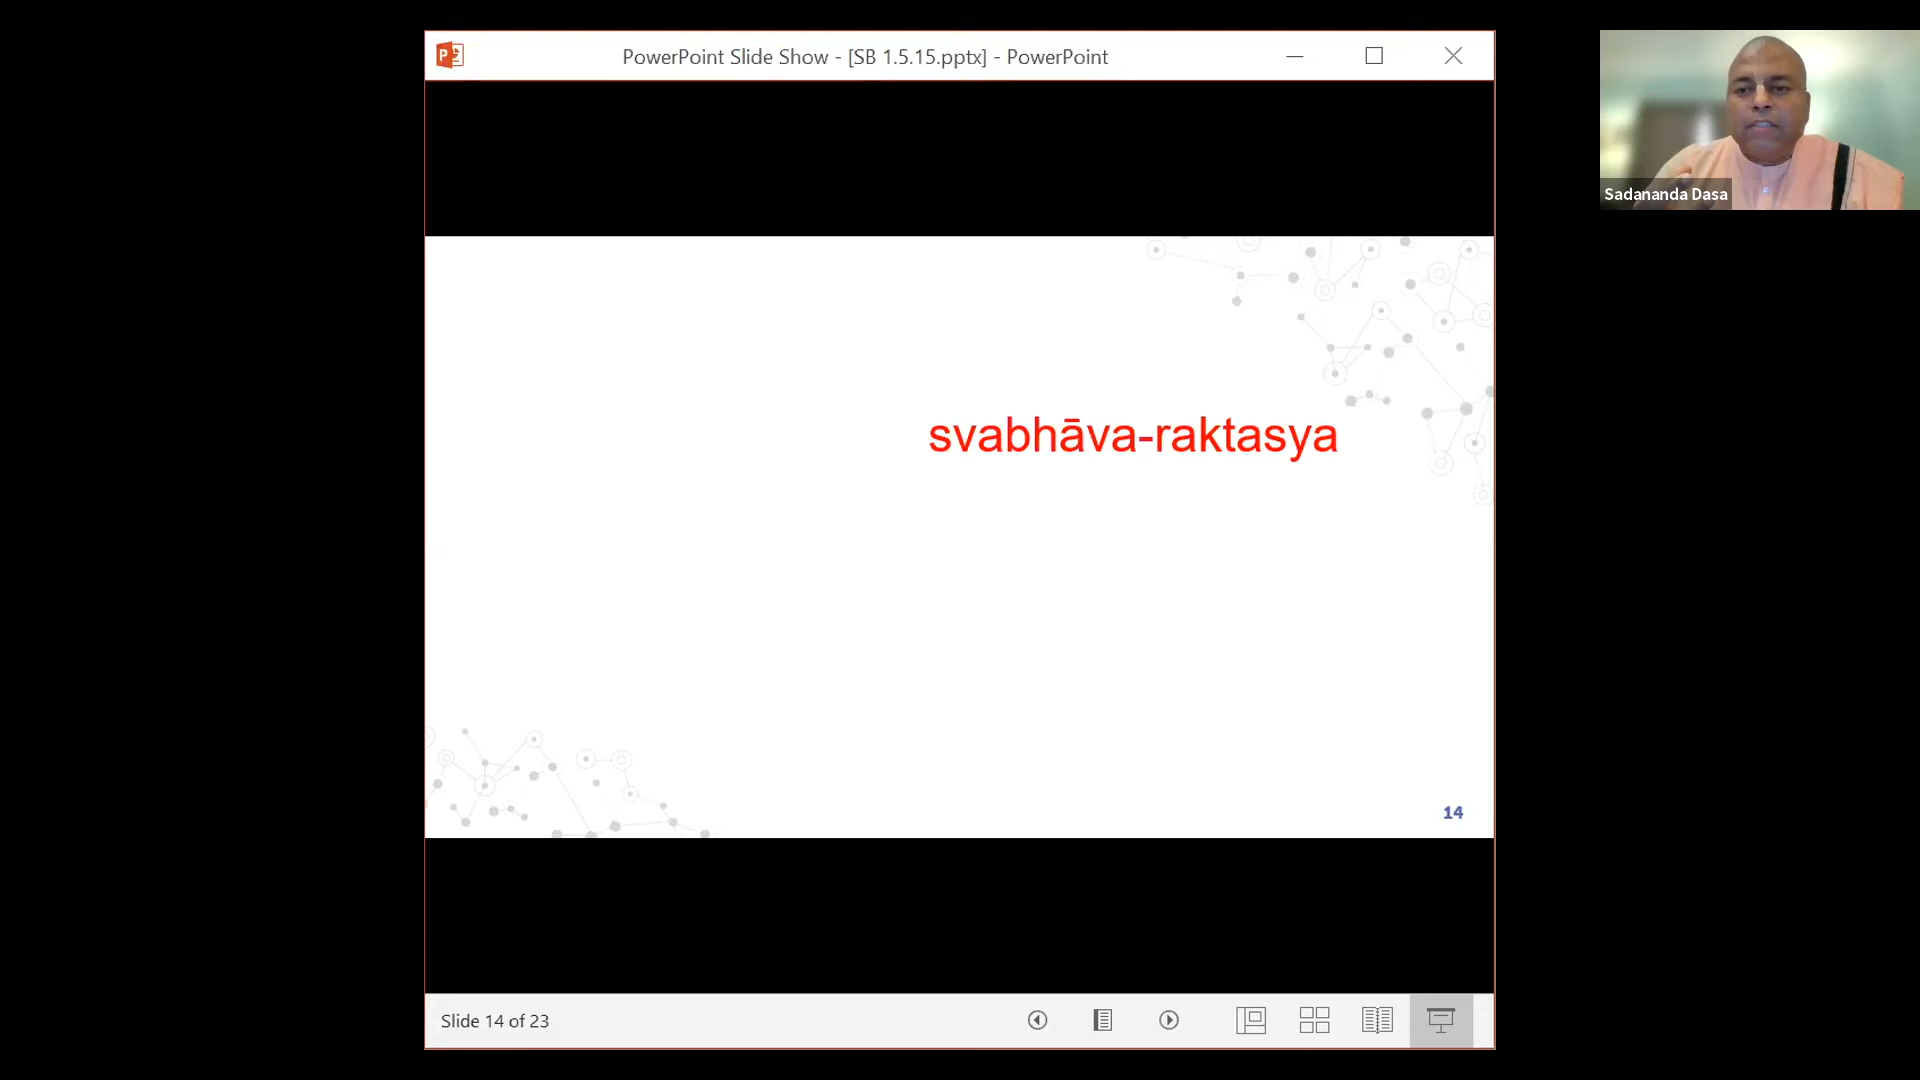 PowerPoint Slide Show - [SB 1.5.15.pptx] - PowerPoint
Sadananda Dasa
svabhāva-raktasya
14
Slide 14 of 23